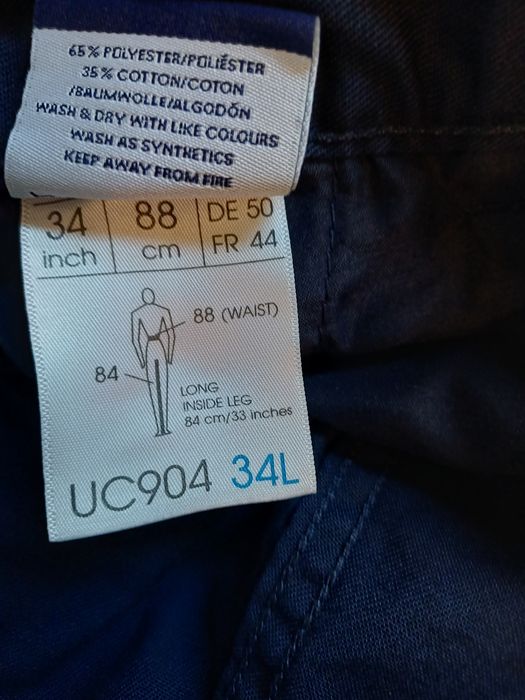 65% POLYESTER/POLIÉSTER
35% COTTON/COTON
/BAUMWOLLE/ALGODÓN
WASH & DRY WITH LIKE COLOURS
WASH AS SYNTHETICS
KEEP AWAY FROM FIRE
34 inch
88 cm
DE 50
FR 44
88 (WAIST)
84
LONG
INSIDE LEG
84 cm/33 inches
UC904 34L